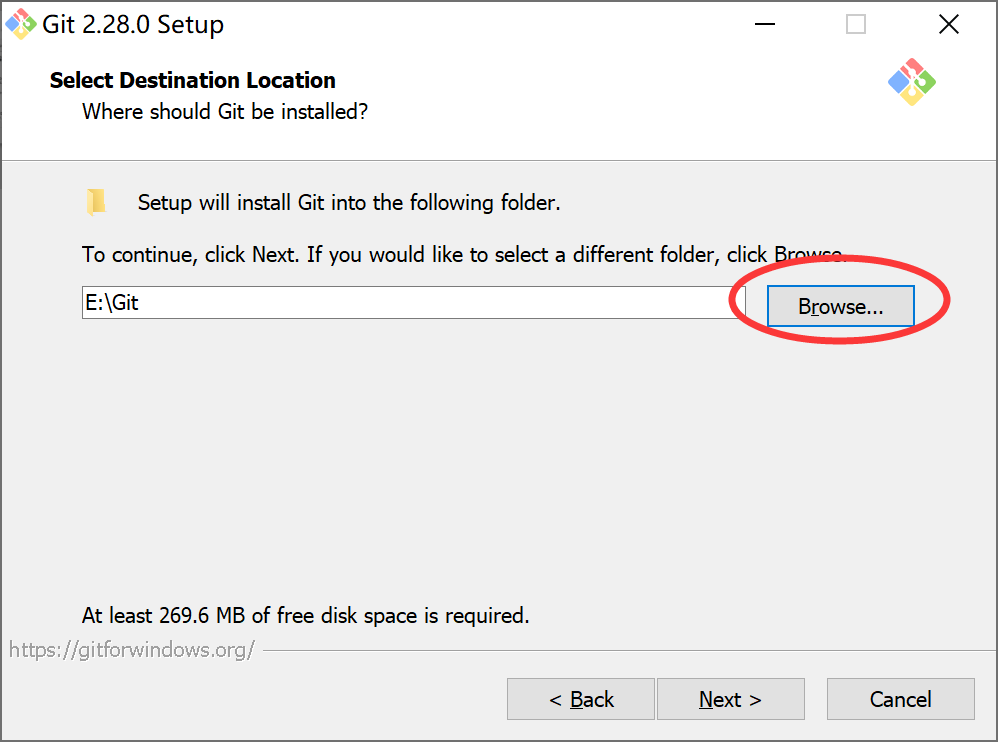 Git 2.28.0 Setup
Select Destination Location
Where should Git be installed?
Setup will install Git into the following folder.
To continue, click Next. If you would like to select a different folder, click Browse.
E:\Git
Browse...
At least 269.6 MB of free disk space is required.
https://gitforwindows.org/
< Back
Next >
Cancel